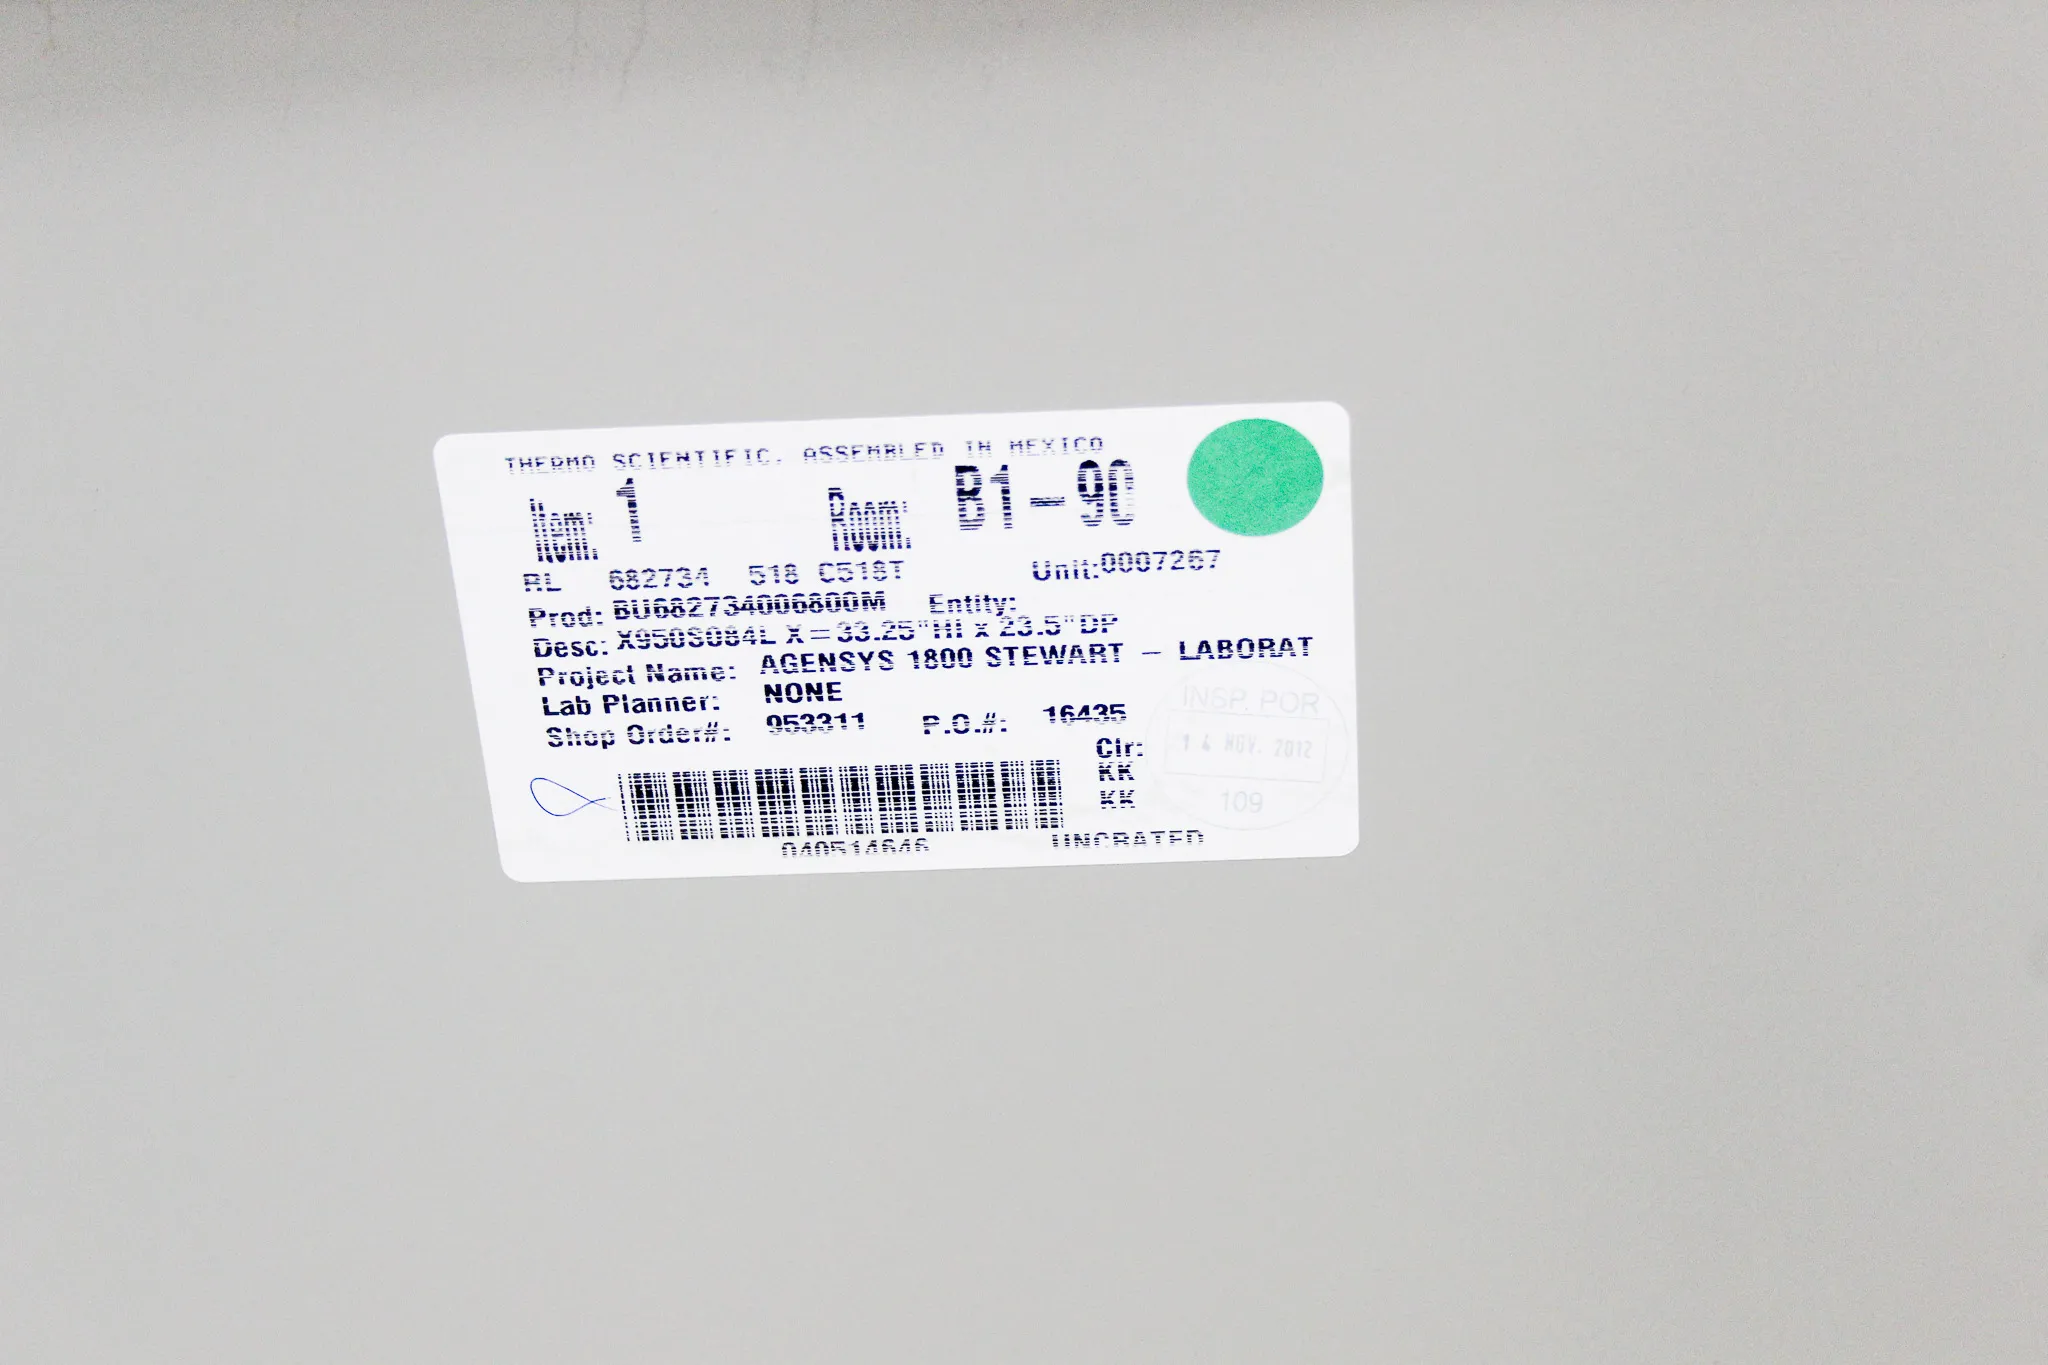 THERMO SCIENTIFIC, ASSEMBLED IN MEXICO
Item: 1 Room: B1-90
RL 682734 518 C518T Unit:0007267
Prod: BU682734006800M Entity:
Desc: X950S084L X=33.25"HI x 23.5"DP
Project Name: AGENSYS 1800 STEWART - LABORAT
Lab Planner: NONE
Shop Order#: 953311 P.O.#: 16435
Clr:
KK
KK
040514646 UNCRATED
INSP. POR
14 NOV. 2012
109